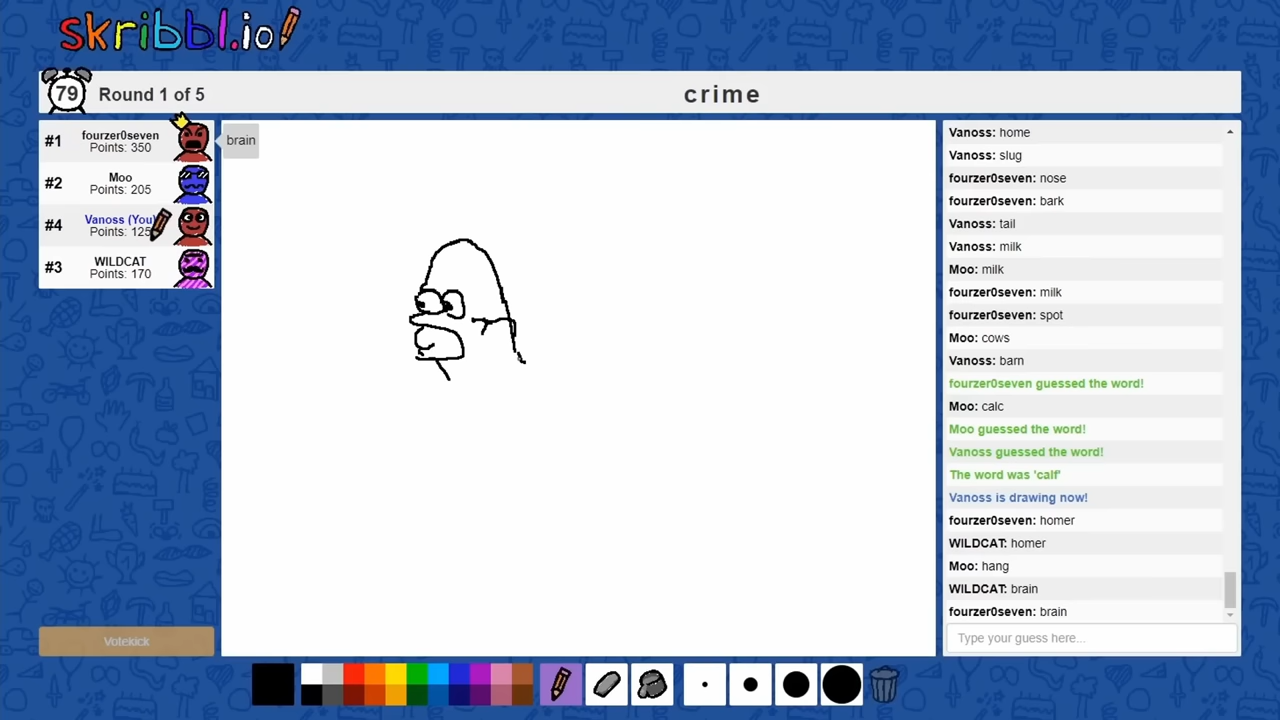 skribbl.io
79
Round 1 of 5
crime
#1
fourzer0seven
Points: 350
brain
#2
Moo
Points: 205
#4
Vanoss (You)
Points: 125
#3
WILDCAT
Points: 170
Votekick
Vanoss: home
Vanoss: slug
fourzer0seven: nose
fourzer0seven: bark
Vanoss: tail
Vanoss: milk
Moo: milk
fourzer0seven: milk
fourzer0seven: spot
Moo: cows
Vanoss: barn
fourzer0seven guessed the word!
Moo: calc
Moo guessed the word!
Vanoss guessed the word!
The word was 'calf'
Vanoss is drawing now!
fourzer0seven: homer
WILDCAT: homer
Moo: hang
WILDCAT: brain
fourzer0seven: brain
Type your guess here...